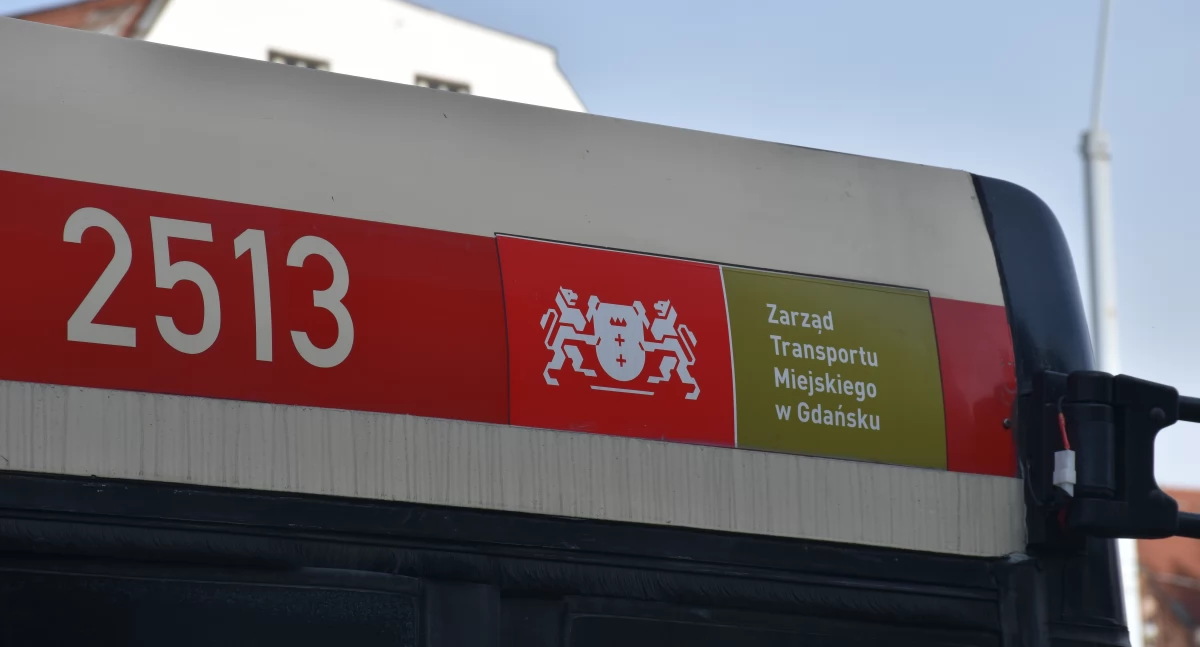 2513
Zarząd
Transportu
Miejskiego
w Gdańsku